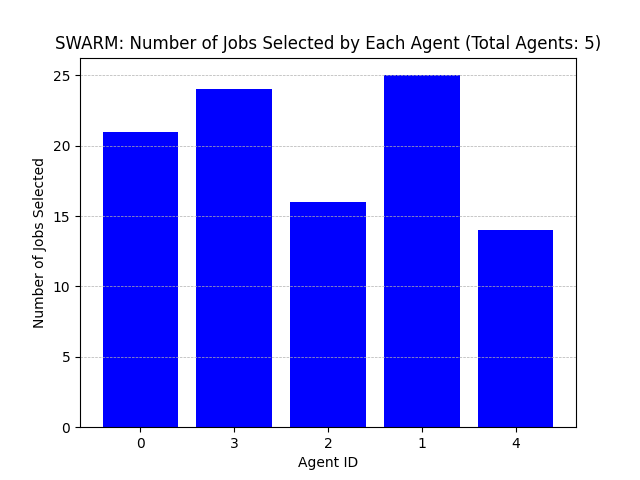 SWARM: Number of Jobs Selected by Each Agent (Total Agents: 5)
Number of Jobs Selected
25
20
15
10
5
0
0 3 2 1 4
Agent ID